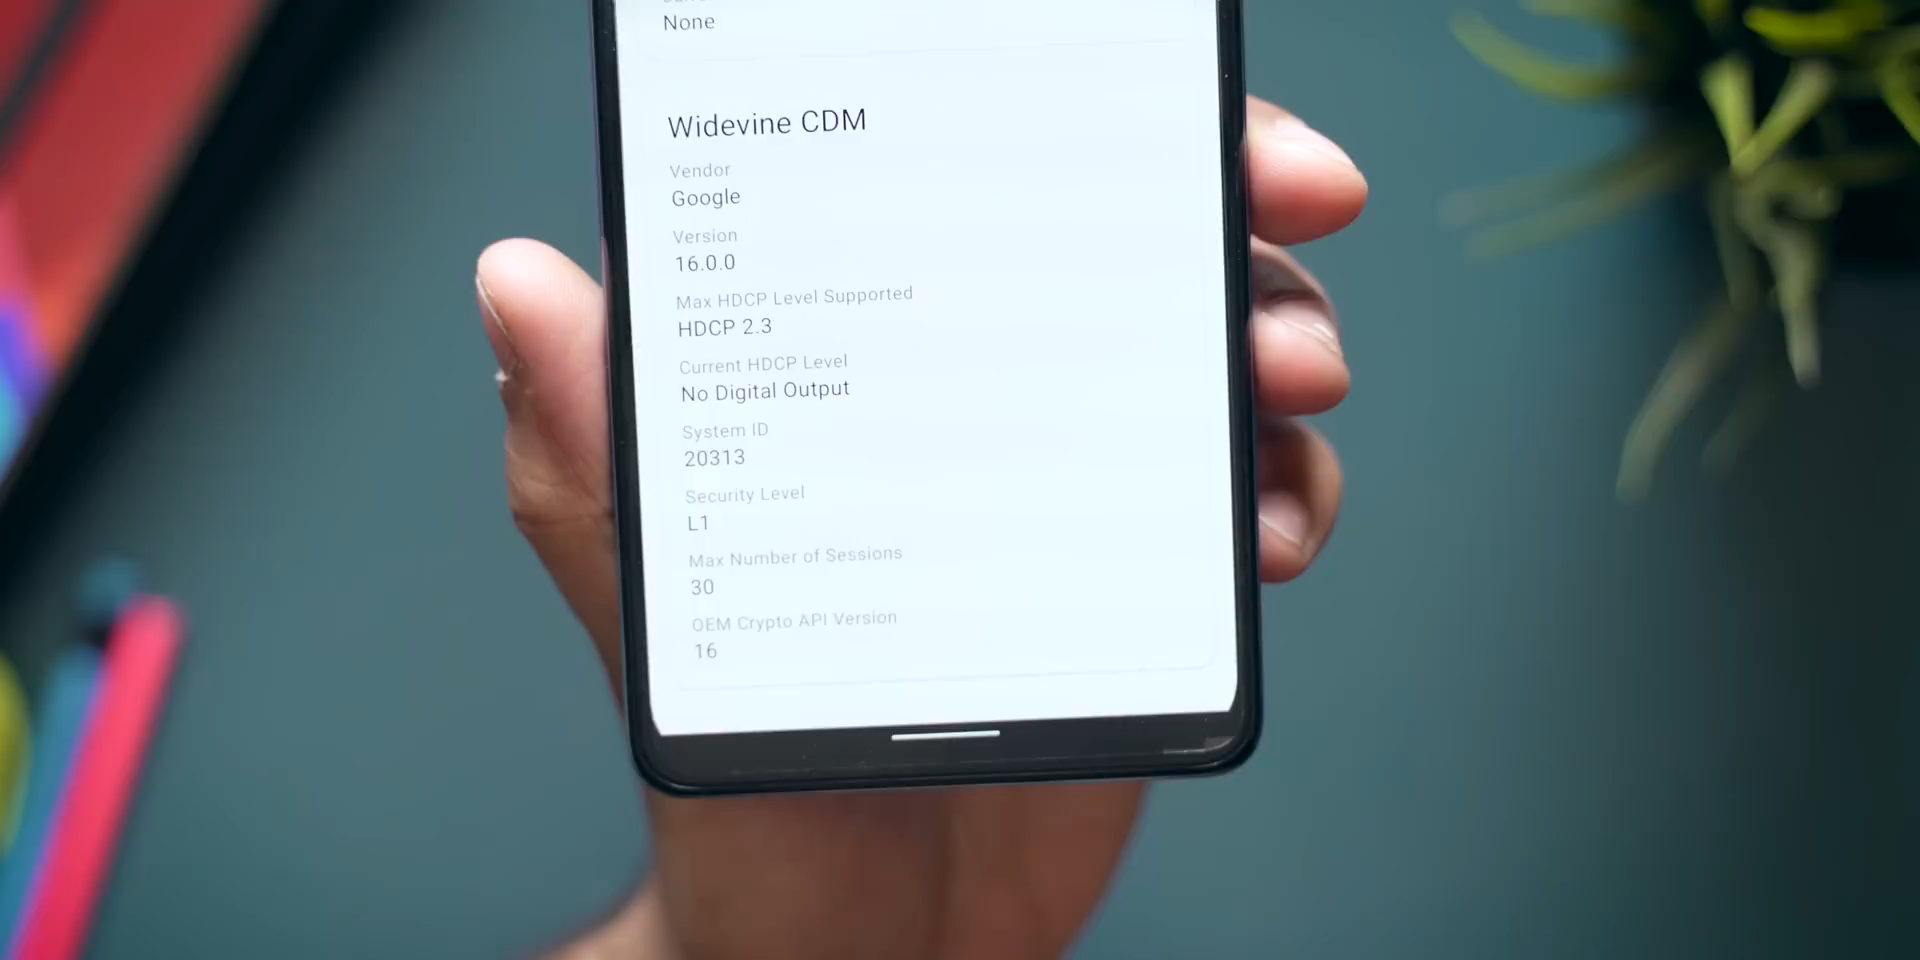 None
Widevine CDM
Vendor
Google
Version
16.0.0
Max HDCP Level Supported
HDCP 2.3
Current HDCP Level
No Digital Output
System ID
20313
Security Level
L1
Max Number of Sessions
30
OEM Crypto API Version
16